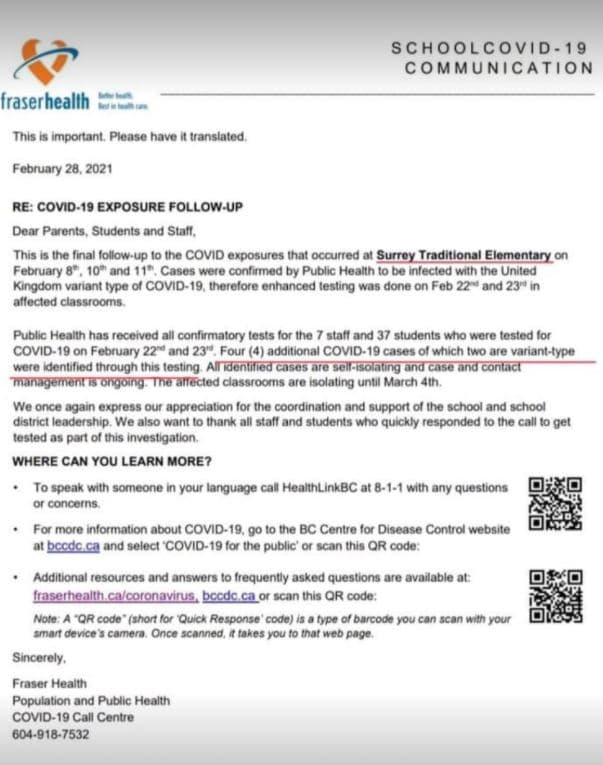 SCHOOLCOVID-19
COMMUNICATION
fraserhealth
Better health.
Best in health care.
This is important. Please have it translated.
February 28, 2021
RE: COVID-19 EXPOSURE FOLLOW-UP
Dear Parents, Students and Staff,
This is the final follow-up to the COVID exposures that occurred at Surrey Traditional Elementary on
February 8th, 10th and 11th. Cases were confirmed by Public Health to be infected with the United
Kingdom variant type of COVID-19, therefore enhanced testing was done on Feb 22nd and 23rd in
affected classrooms.
Public Health has received all confirmatory tests for the 7 staff and 37 students who were tested for
COVID-19 on February 22nd and 23rd. Four (4) additional COVID-19 cases of which two are variant-type
were identified through this testing. All identified cases are self-isolating and case and contact
management is ongoing. The affected classrooms are isolating until March 4th.
We once again express our appreciation for the coordination and support of the school and school
district leadership. We also want to thank all staff and students who quickly responded to the call to get
tested as part of this investigation.
WHERE CAN YOU LEARN MORE?
• To speak with someone in your language call HealthLinkBC at 8-1-1 with any questions
or concerns.
• For more information about COVID-19, go to the BC Centre for Disease Control website
at bccdc.ca and select 'COVID-19 for the public' or scan this QR code:
• Additional resources and answers to frequently asked questions are available at:
fraserhealth.ca/coronavirus, bccdc.ca or scan this QR code:
Note: A "QR code" (short for 'Quick Response' code) is a type of barcode you can scan with your
smart device's camera. Once scanned, it takes you to that web page.
Sincerely,
Fraser Health
Population and Public Health
COVID-19 Call Centre
604-918-7532